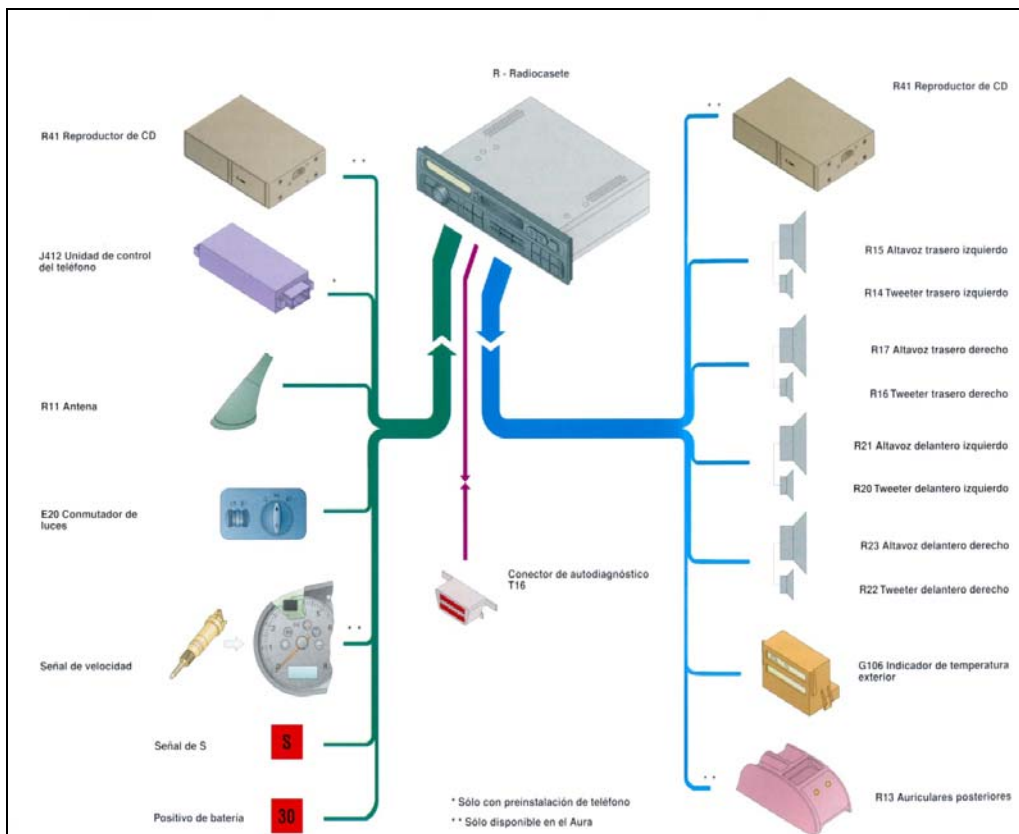 R - Radiocasete
R41 Reproductor de CD
* *
J412 Unidad de control
del teléfono
*
R11 Antena
E20 Conmutador de
luces
Señal de velocidad
* *
Señal de S
S
Positivo de batería
30
Conector de autodiagnóstico
T16
* Sólo con preinstalación de teléfono
* * Sólo disponible en el Aura
R41 Reproductor de CD
* *
R15 Altavoz trasero izquierdo
R14 Tweeter trasero izquierdo
R17 Altavoz trasero derecho
R16 Tweeter trasero derecho
R21 Altavoz delantero izquierdo
R20 Tweeter delantero izquierdo
R23 Altavoz delantero derecho
R22 Tweeter delantero derecho
G106 Indicador de temperatura
exterior
* *
R13 Auriculares posteriores